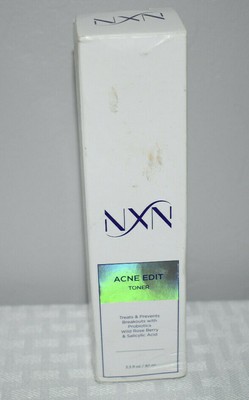 NXN
NXN
ACNE EDIT
TONER
Treats & Prevents
Breakouts with
Probiotics
Wild Rose Berry
& Salicylic Acid